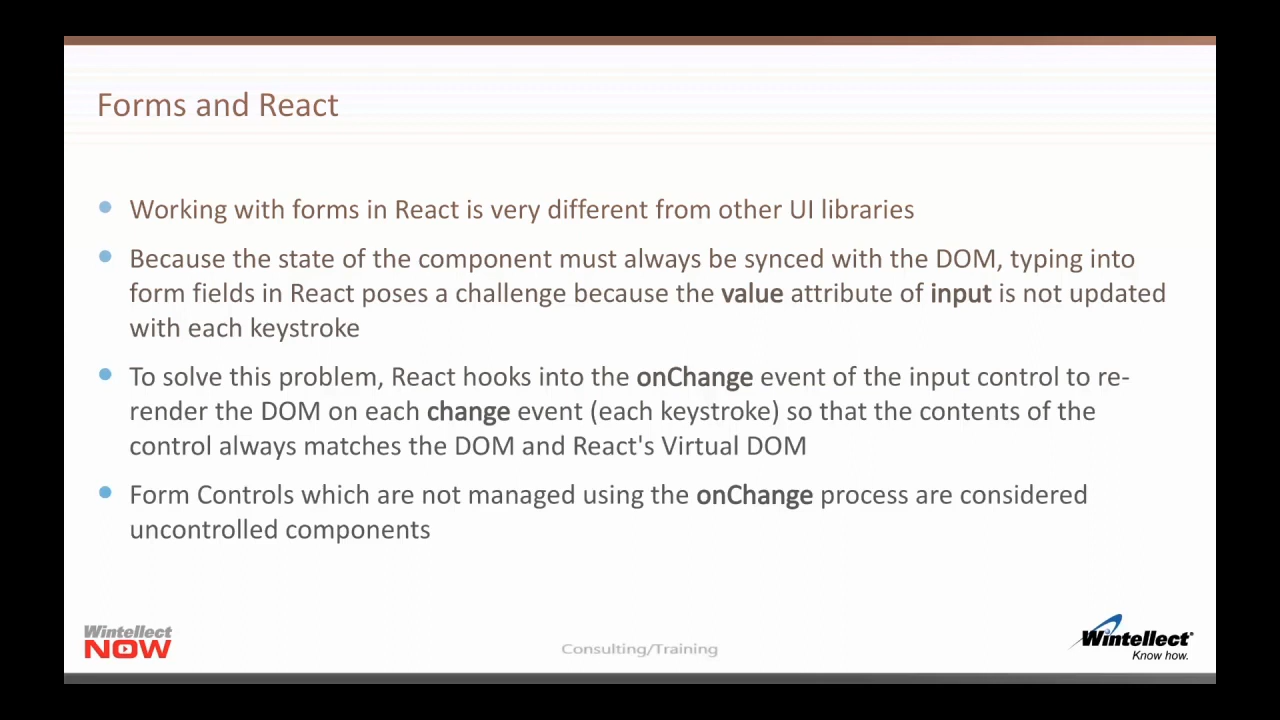 Forms and React
Working with forms in React is very different from other UI libraries
Because the state of the component must always be synced with the DOM, typing into
form fields in React poses a challenge because the value attribute of input is not updated
with each keystroke
To solve this problem, React hooks into the onChange event of the input control to re-
render the DOM on each change event (each keystroke) so that the contents of the
control always matches the DOM and React's Virtual DOM
Form Controls which are not managed using the onChange process are considered
uncontrolled components
Wintellect
NOW
Consulting/Training
Wintellect®
Know how.